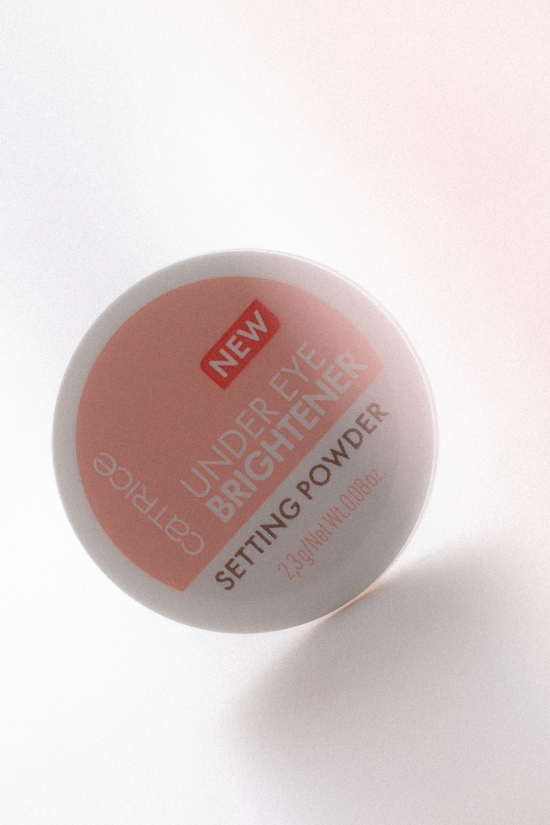 NEW
UNDER EYE
BRIGHTENER
SETTING POWDER
2,3g/Net Wt.0.08oz.
CATRICE